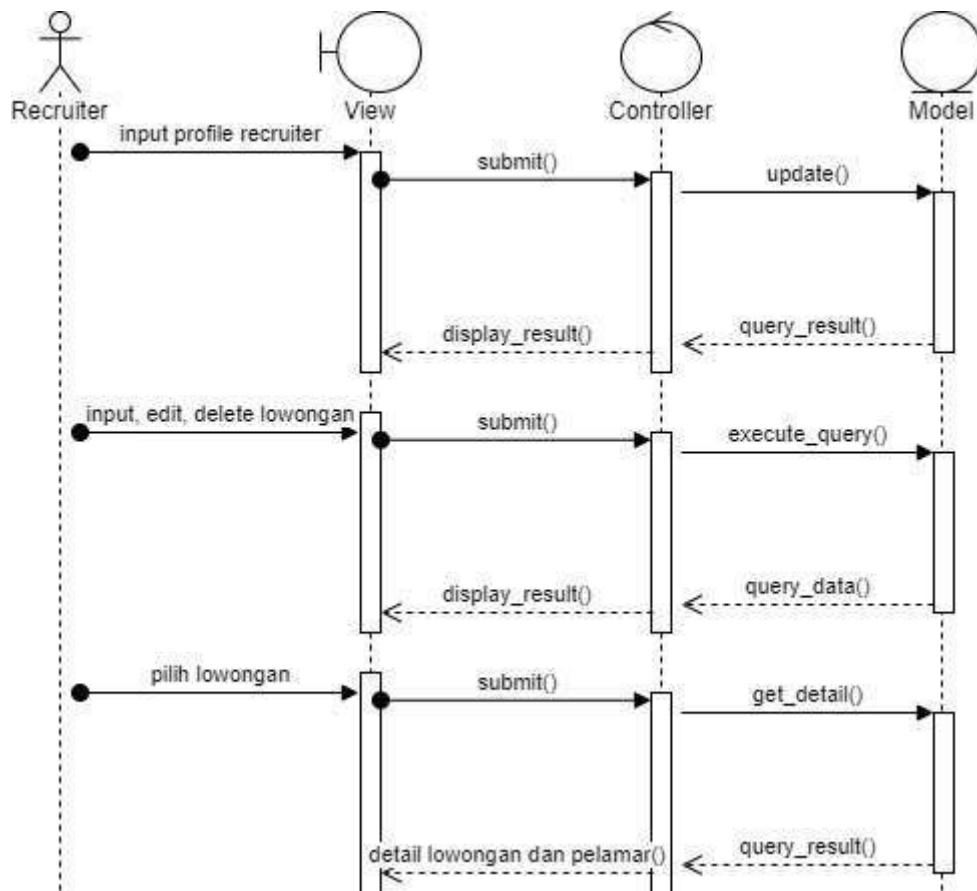 Recruiter
View
Controller
Model
input profile recruiter
submit()
update()
display_result()
query_result()
input, edit, delete lowongan
submit()
execute_query()
display_result()
query_data()
pilih lowongan
submit()
get_detail()
detail lowongan dan pelamar()
query_result()